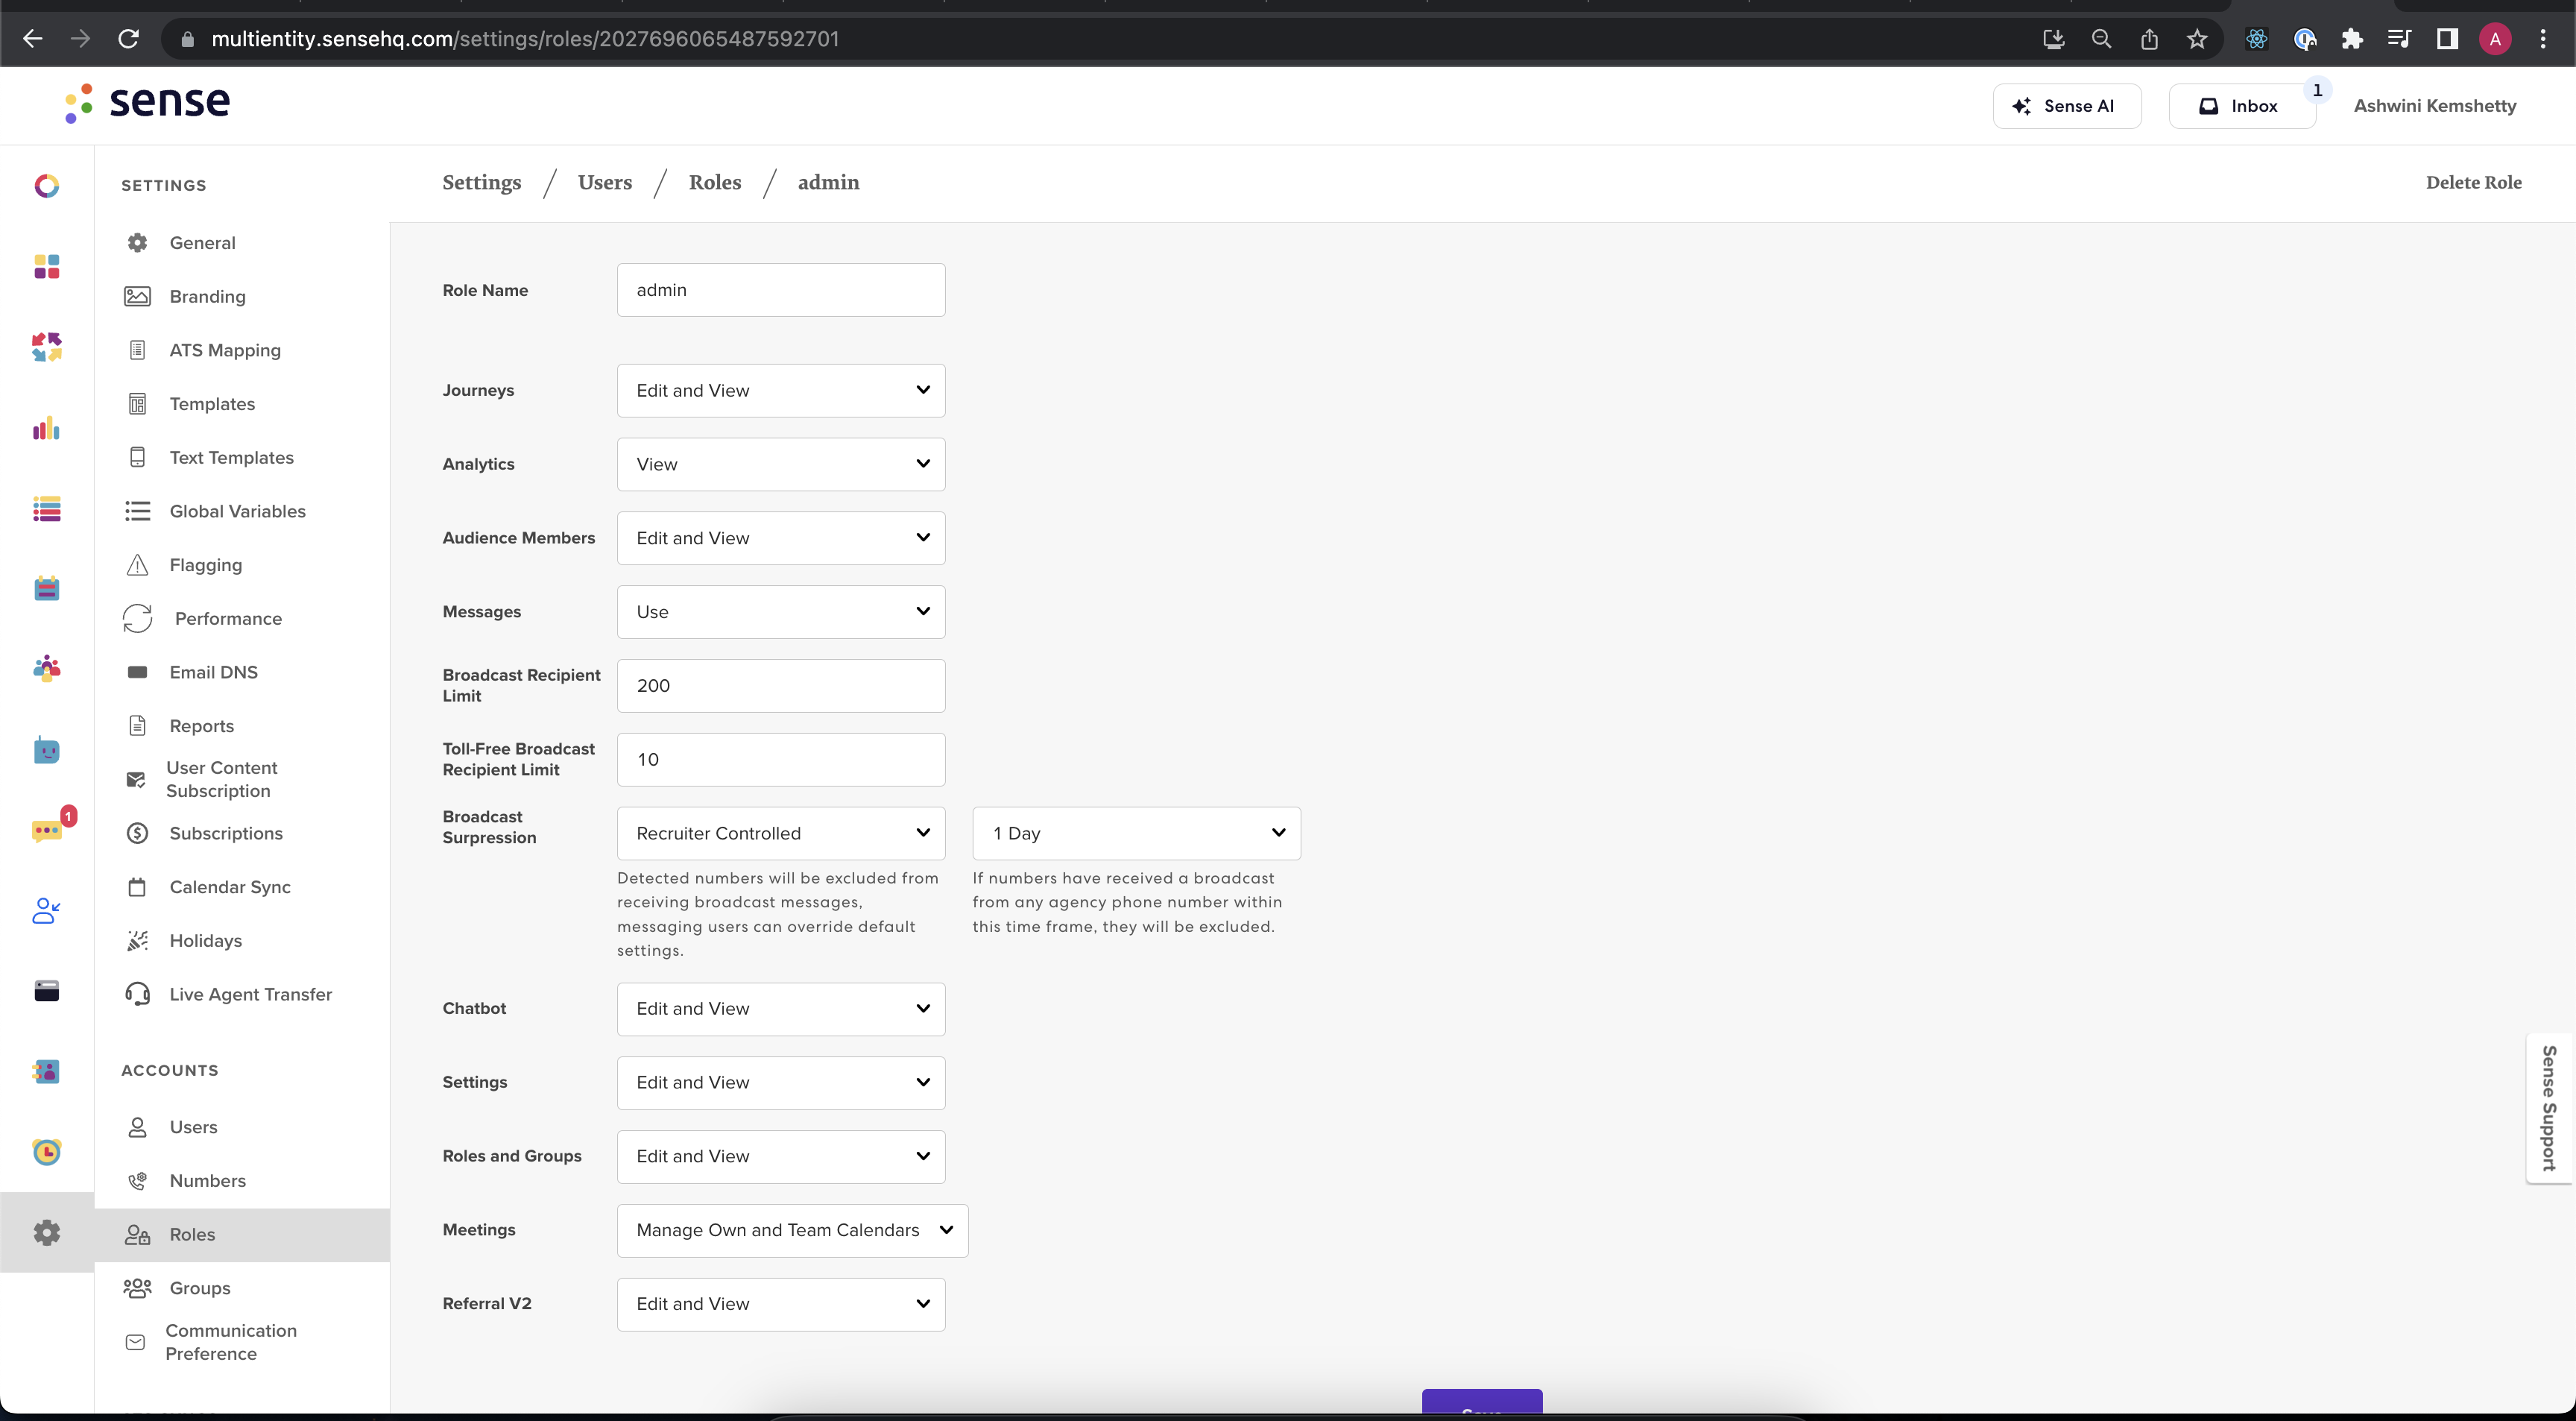 multientity.sensehq.com/settings/roles/2027696065487592701
A
sense
Sense AI
Inbox
1
Ashwini Kemshetty
SETTINGS
General
Branding
ATS Mapping
Templates
Text Templates
Global Variables
Flagging
Performance
Email DNS
Reports
User Content
Subscription
Subscriptions
Calendar Sync
Holidays
Live Agent Transfer
ACCOUNTS
Users
Numbers
Roles
Groups
Communication
Preference
1
Settings / Users / Roles / admin
Delete Role
Role Name
admin
Journeys
Edit and View
Analytics
View
Audience Members
Edit and View
Messages
Use
Broadcast Recipient
Limit
200
Toll-Free Broadcast
Recipient Limit
10
Broadcast
Surpression
Recruiter Controlled
Detected numbers will be excluded from
receiving broadcast messages,
messaging users can override default
settings.
1 Day
If numbers have received a broadcast
from any agency phone number within
this time frame, they will be excluded.
Chatbot
Edit and View
Settings
Edit and View
Roles and Groups
Edit and View
Meetings
Manage Own and Team Calendars
Referral V2
Edit and View
Sense Support